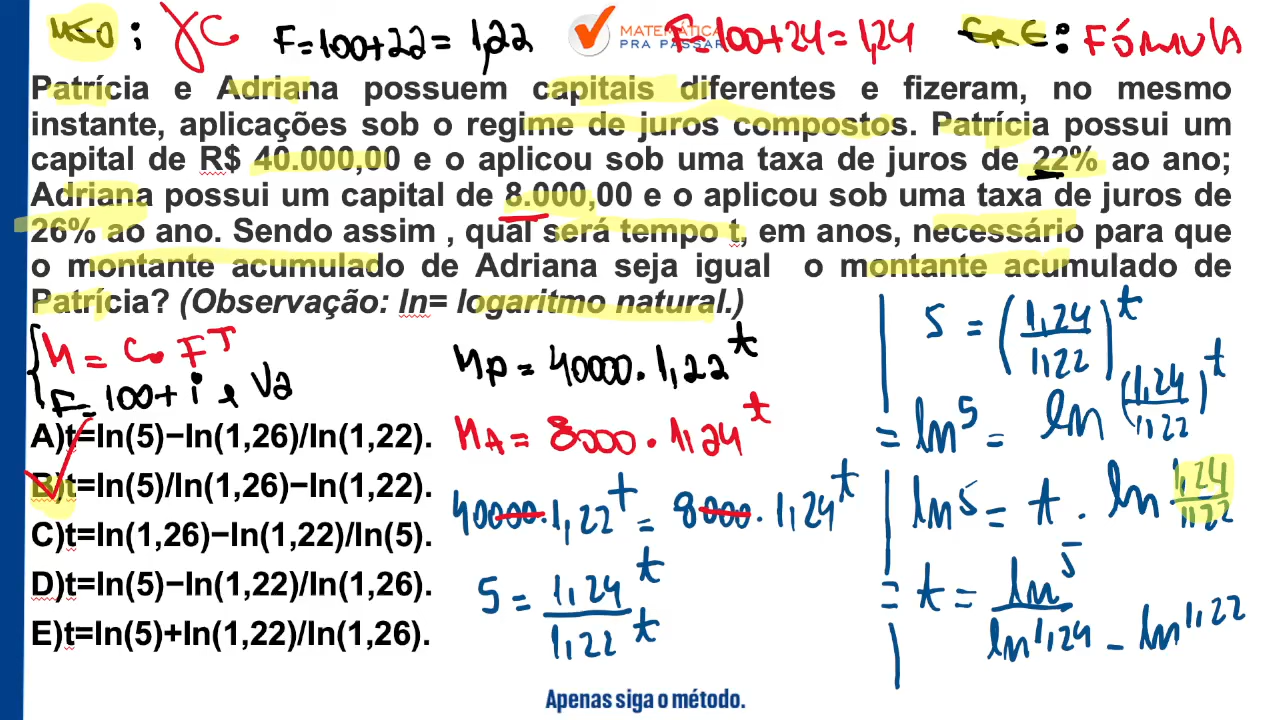 MSO: JC F=100+22=1,22 MATEMÁTICA PRA PASSAR F=100+24=1,24 GRE: FÓRMULA
Patrícia e Adriana possuem capitais diferentes e fizeram, no mesmo
instante, aplicações sob o regime de juros compostos. Patrícia possui um
capital de R$ 40.000,00 e o aplicou sob uma taxa de juros de 22% ao ano;
Adriana possui um capital de 8.000,00 e o aplicou sob uma taxa de juros de
26% ao ano. Sendo assim , qual será tempo t, em anos, necessário para que
o montante acumulado de Adriana seja igual o montante acumulado de
Patrícia? (Observação: ln= logaritmo natural.)
M = Co F^T
F=100+i e V2
A)t=ln(5)−ln(1,26)/ln(1,22).
B)t=ln(5)/ln(1,26)−ln(1,22).
C)t=ln(1,26)−ln(1,22)/ln(5).
D)t=ln(5)−ln(1,22)/ln(1,26).
E)t=ln(5)+ln(1,22)/ln(1,26).
MP = 40000.1,22^t
MA = 8000.1,24^t
40000.1,22^t = 8000.1,24^t
5 = 1,24^t / 1,22^t
5 = (1,24/1,22)^t
= ln^5 = ln (1,24/1,22)^t
ln^5 = t . ln 1,24/1,22
= t = ln^5 / ln^1,24 - ln^1,22
Apenas siga o método.